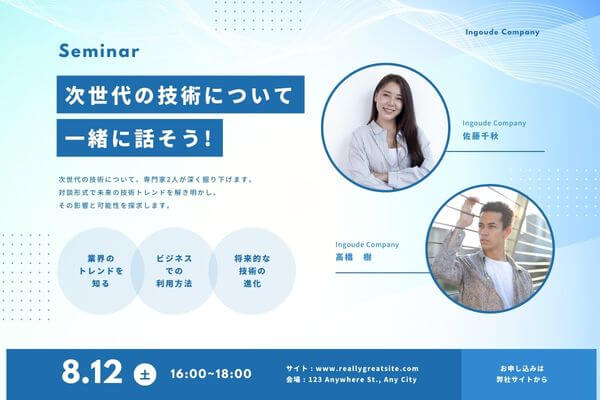 Ingoude Company
Seminar
次世代の技術について
一緒に話そう!
次世代の技術について、専門家2人が深く掘り下げます。
対談形式で未来の技術トレンドを解き明かし、
その影響と可能性を探求します。
Ingoude Company
佐藤千秋
Ingoude Company
高橋 樹
業界の
トレンドを
知る
ビジネス
での
利用方法
将来的な
技術の
進化
8.12 土 16:00~18:00
サイト : www.reallygreatsite.com
会場 : 123 Anywhere St., Any City
お申し込みは
弊社サイトから